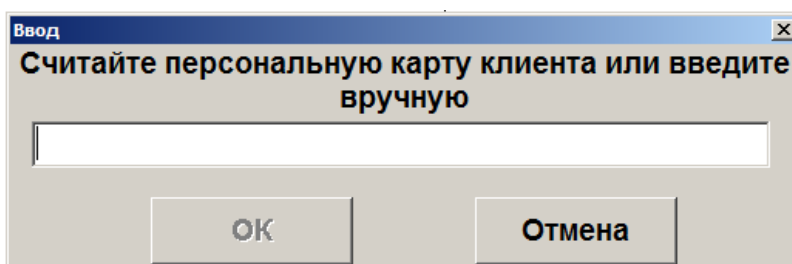 Ввод
Считайте персональную карту клиента или введите
вручную
ОК
Отмена